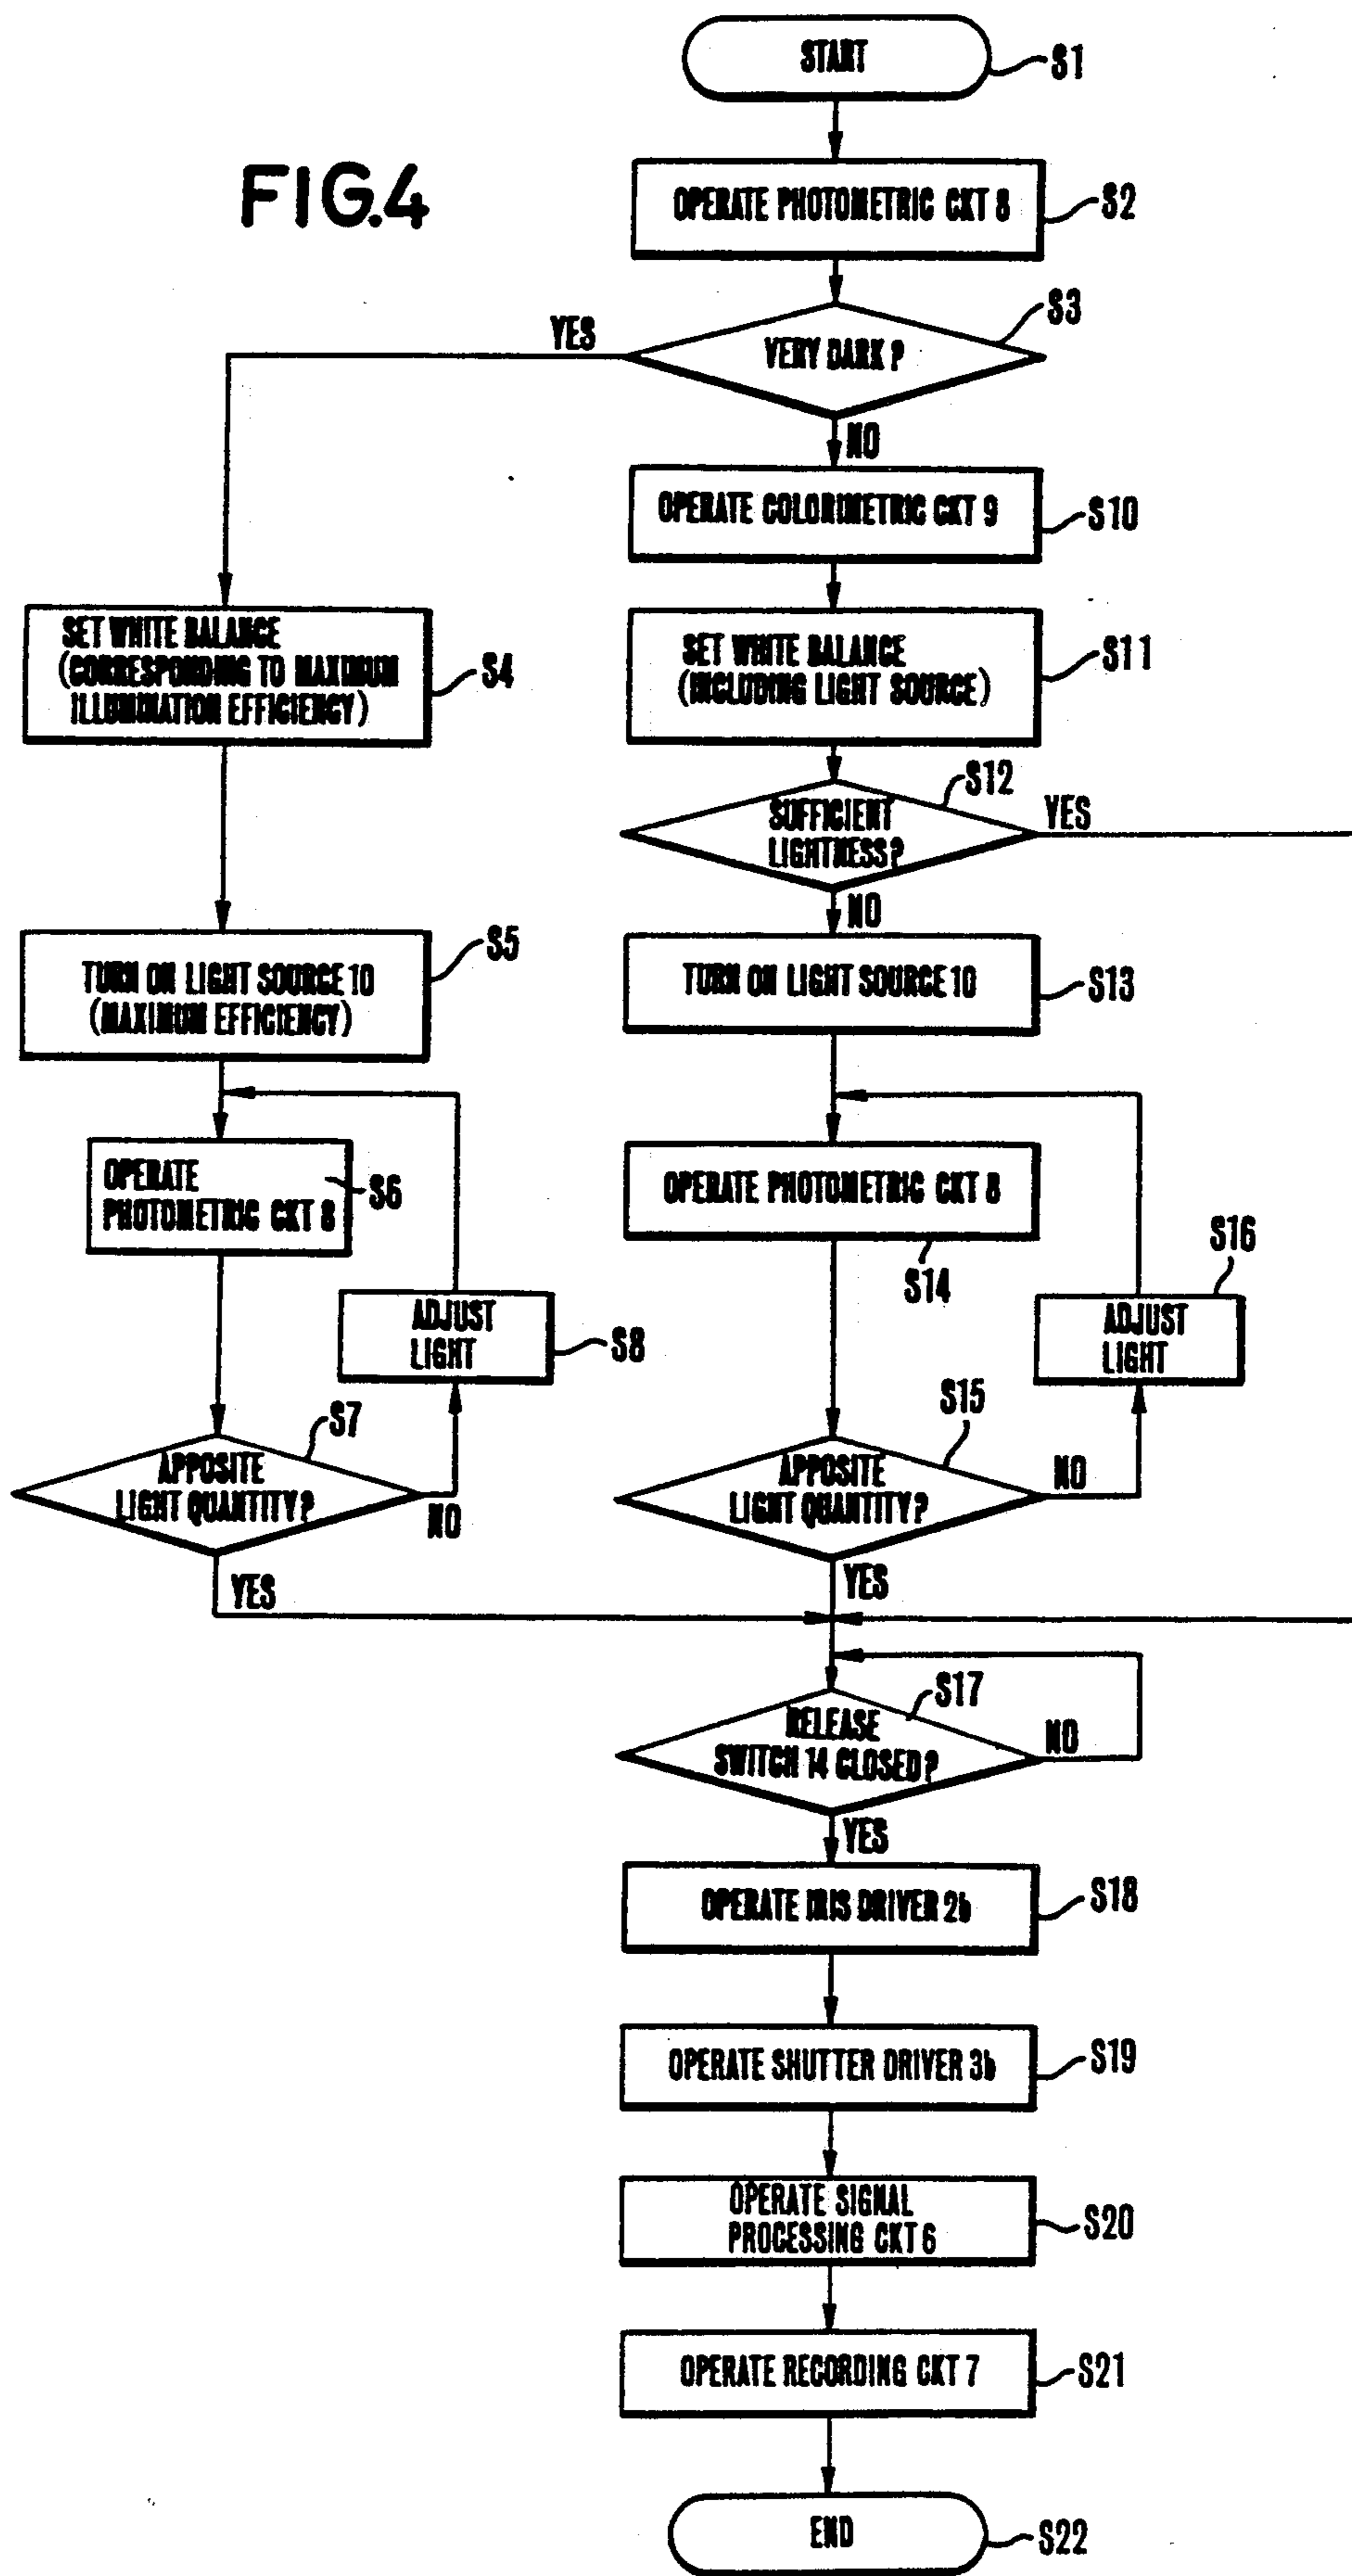 FIG.4
START
S1
OPERATE PHOTOMETRIC CKT 8
S2
VERY DARK ?
S3
YES
NO
OPERATE COLORIMETRIC CKT 9
S10
SET WHITE BALANCE
(CORRESPONDING TO MAXIMUM
ILLUMINATION EFFICIENCY)
S4
SET WHITE BALANCE
(INCLUDING LIGHT SOURCE)
S11
SUFFICIENT
LIGHTNESS?
S12
YES
NO
TURN ON LIGHT SOURCE 10
(MAXIMUM EFFICIENCY)
S5
TURN ON LIGHT SOURCE 10
S13
OPERATE
PHOTOMETRIC CKT 8
S6
OPERATE PHOTOMETRIC CKT 8
S14
ADJUST
LIGHT
S8
ADJUST
LIGHT
S16
APPOSITE
LIGHT QUANTITY?
S7
NO
YES
APPOSITE
LIGHT QUANTITY?
S15
NO
YES
RELEASE
SWITCH 14 CLOSED?
S17
NO
YES
OPERATE IRIS DRIVER 2b
S18
OPERATE SHUTTER DRIVER 3b
S19
OPERATE SIGNAL
PROCESSING CKT 6
S20
OPERATE RECORDING CKT 7
S21
END
S22